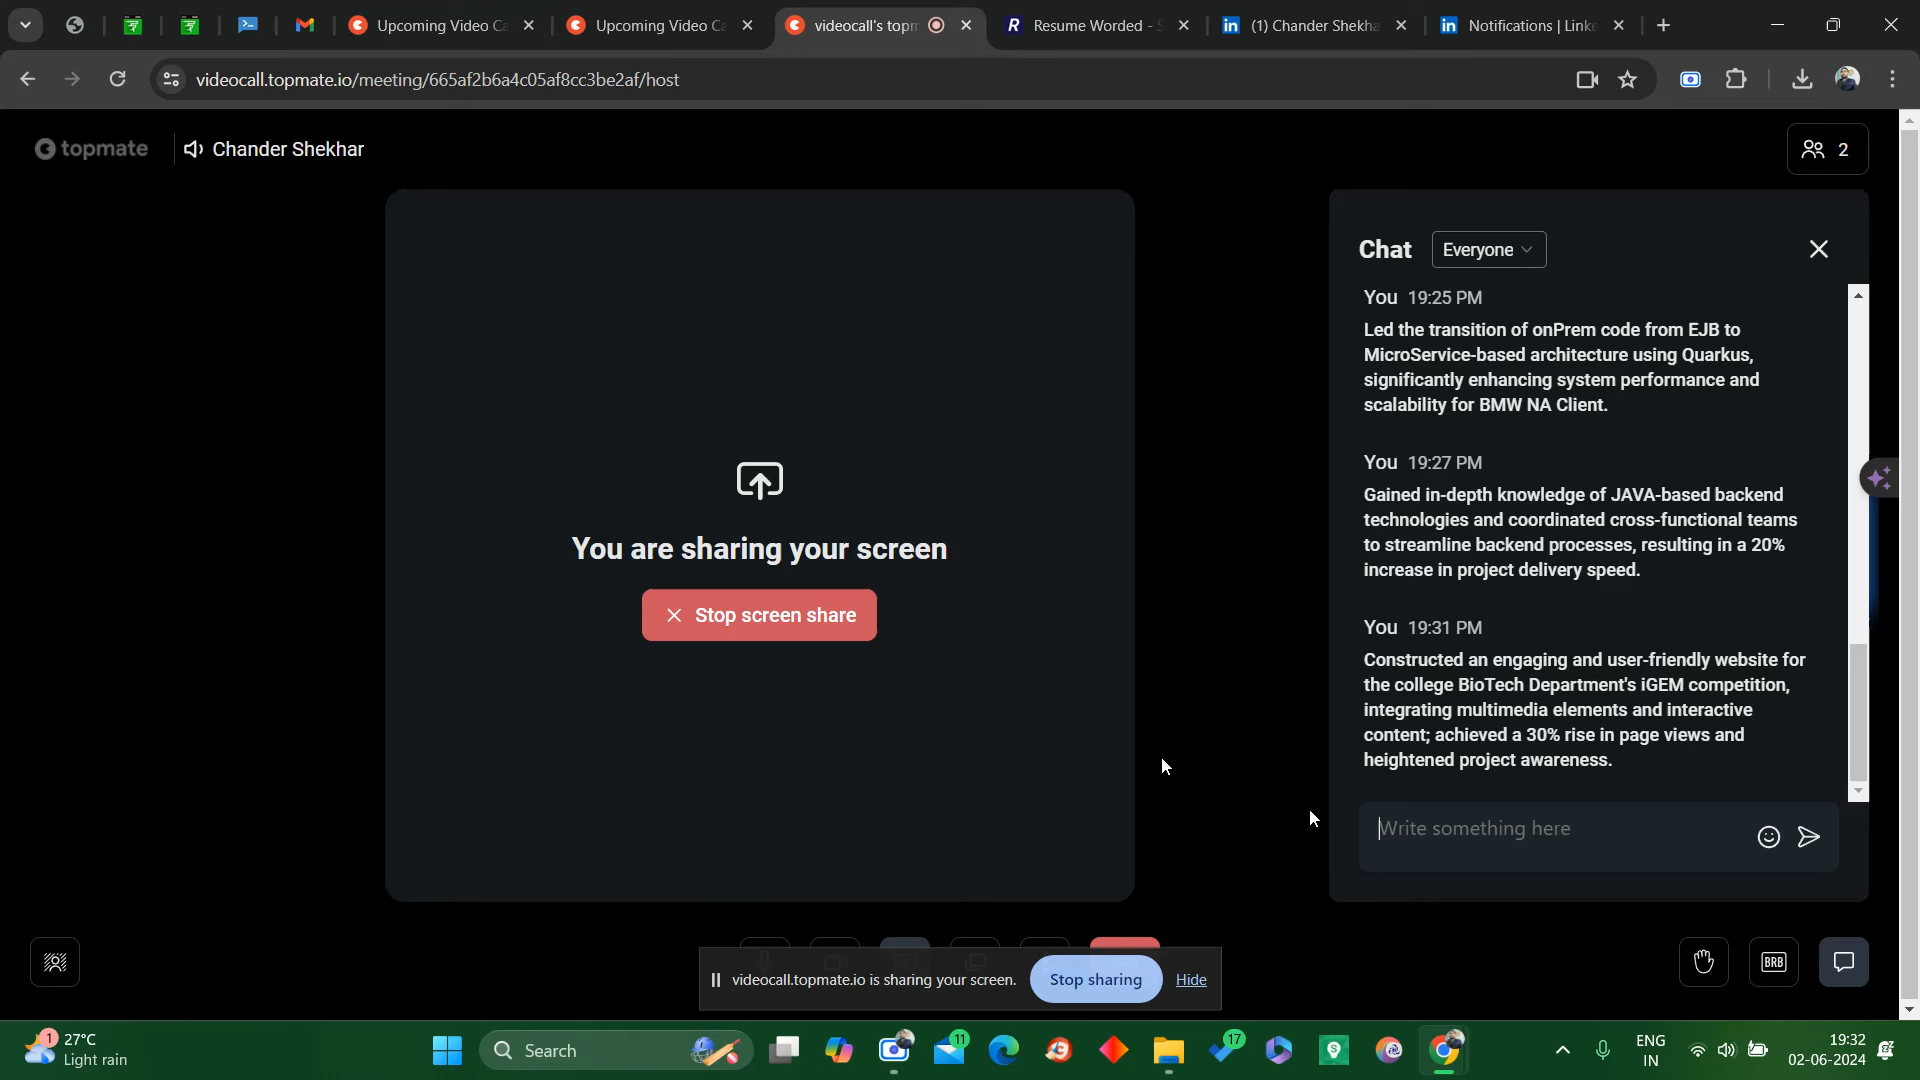 Upcoming Video Ca
Upcoming Video Ca
videocall's topm
Resume Worded - S
(1) Chander Shekha
Notifications | Linke
videocall.topmate.io/meeting/665af2b6a4c05af8cc3be2af/host
topmate
Chander Shekhar
2
Chat
Everyone
You 19:25 PM
Led the transition of onPrem code from EJB to
MicroService-based architecture using Quarkus,
significantly enhancing system performance and
scalability for BMW NA Client.
You 19:27 PM
Gained in-depth knowledge of JAVA-based backend
technologies and coordinated cross-functional teams
to streamline backend processes, resulting in a 20%
increase in project delivery speed.
You 19:31 PM
Constructed an engaging and user-friendly website for
the college BioTech Department's iGEM competition,
integrating multimedia elements and interactive
content; achieved a 30% rise in page views and
heightened project awareness.
Write something here
You are sharing your screen
Stop screen share
BRB
videocall.topmate.io is sharing your screen.
Stop sharing
Hide
1
27°C
Light rain
Search
11
17
ENG
IN
19:32
02-06-2024